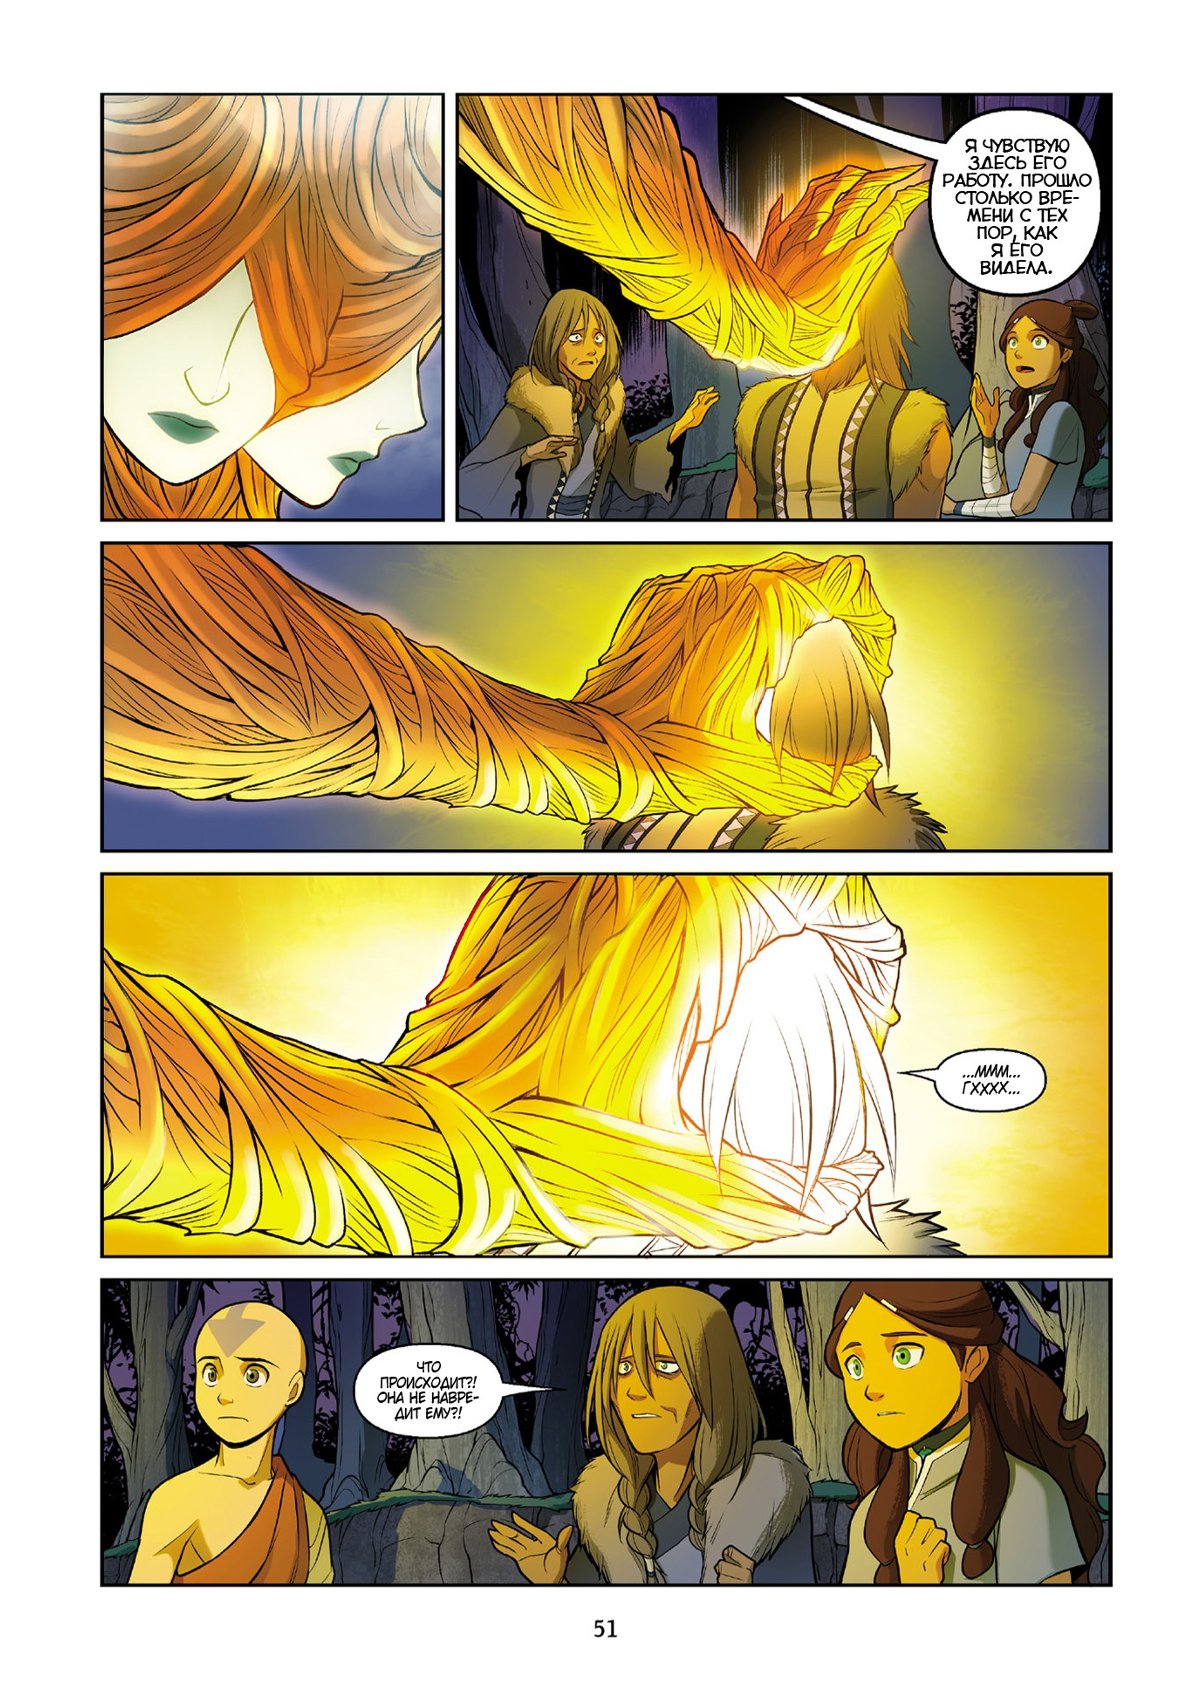 Я ЧУВСТВУЮ
ЗДЕСЬ ЕГО
РАБОТУ. ПРОШЛО
СТОЛЬКО ВРЕ-
МЕНИ С ТЕХ
ПОР, КАК
Я ЕГО
ВИДЕЛА.
...МММ...
ГХХХХ...
ЧТО
ПРОИСХОДИТ?!
ОНА НЕ НАВРЕ-
ДИТ ЕМУ?!
51